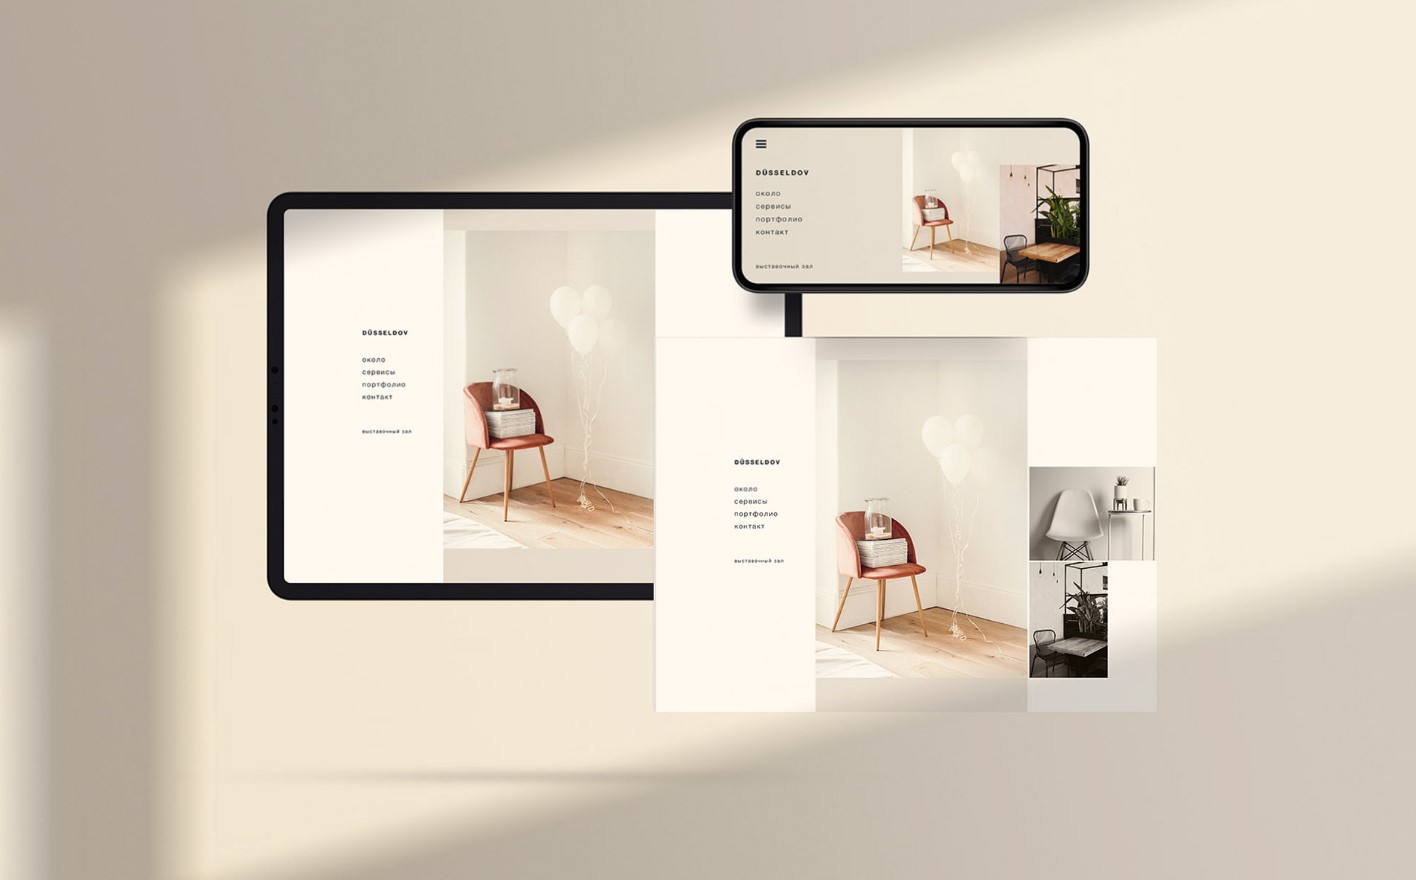 DÜSSELDOV
около
сервисы
портфолио
контакт
выставочный зал
DÜSSELDOV
около
сервисы
портфолио
контакт
выставочный зал
DÜSSELDOV
около
сервисы
портфолио
контакт
выставочный зал